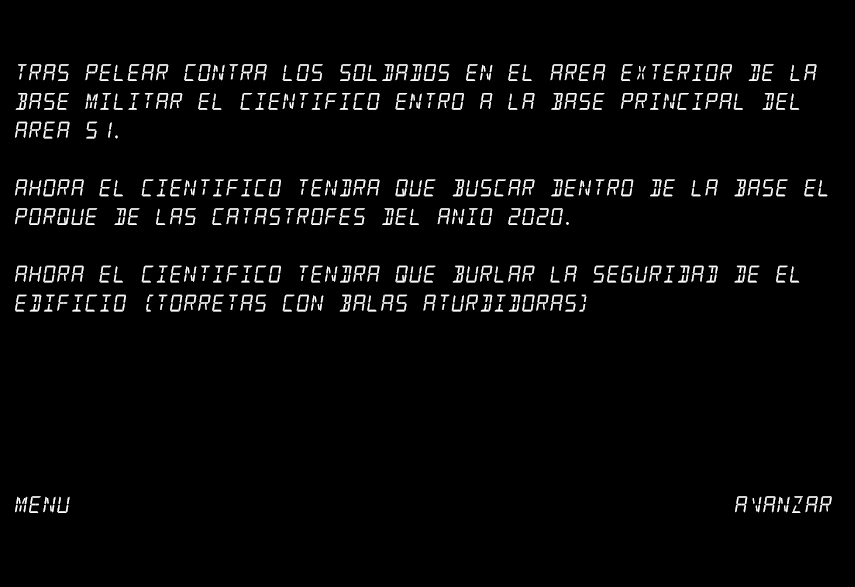 TRAS PELEAR CONTRA LOS SOLDADOS EN EL AREA EXTERIOR DE LA
BASE MILITAR EL CIENTIFICO ENTRO A LA BASE PRINCIPAL DEL
AREA 51.
AHORA EL CIENTIFICO TENDRA QUE BUSCAR DENTRO DE LA BASE EL
PORQUE DE LAS CATASTROFES DEL ANIO 2020.
AHORA EL CIENTIFICO TENDRA QUE BURLAR LA SEGURIDAD DE EL
EDIFICIO (TORRETAS CON BALAS ATURDIDORAS)
MENU
AVANZAR